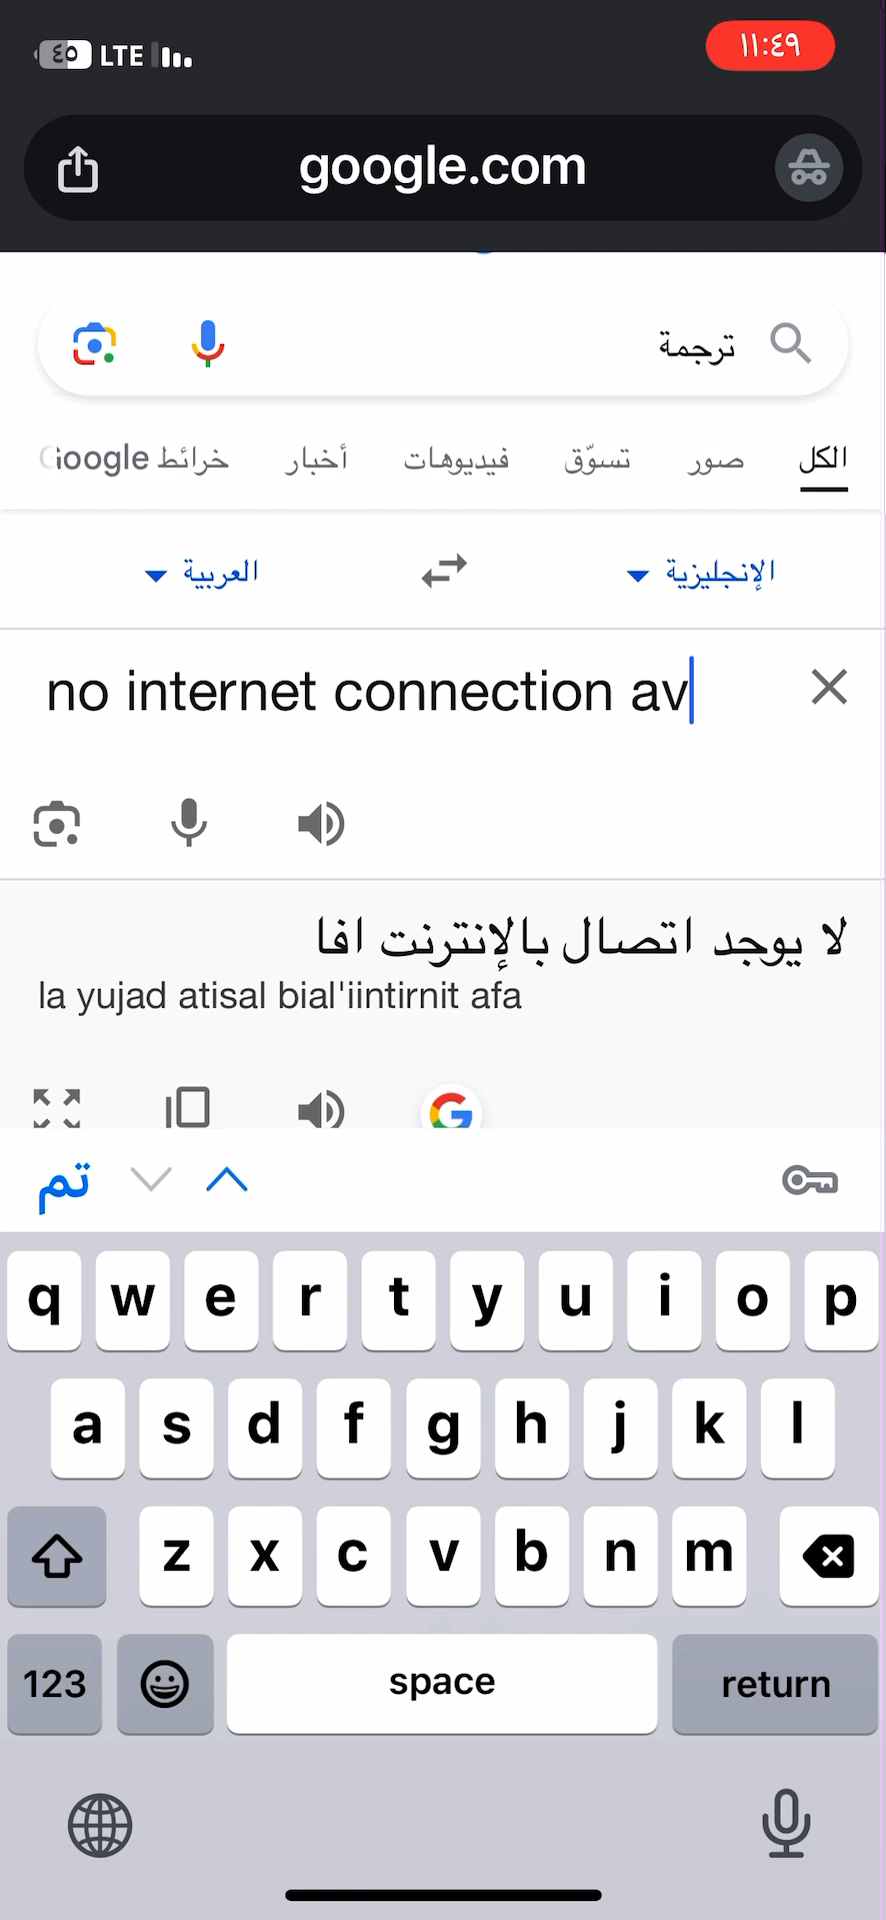 ٤٥ LTE ١١:٤٩
google.com
ترجمة
الكل صور تسوّق فيديوهات أخبار خرائط Google
الإنجليزية العربية
no internet connection av
لا يوجد اتصال بالإنترنت افا
la yujad atisal bial'iintirnit afa
تم
q w e r t y u i o p
a s d f g h j k l
z x c v b n m
123 space return